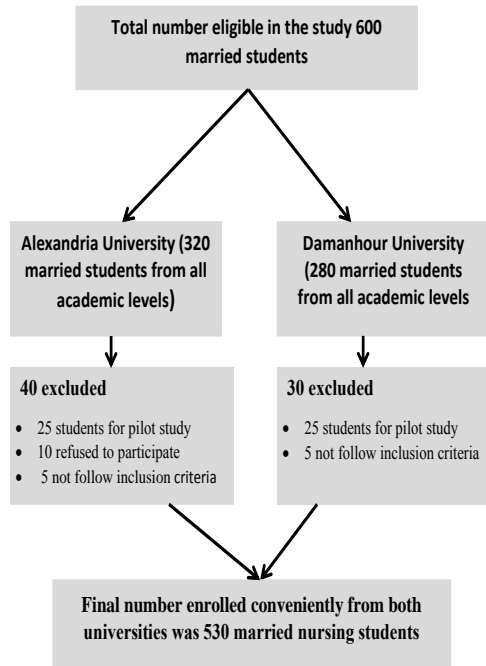 Total number eligible in the study 600
married students
Alexandria University (320
married students from all
academic levels)
Damanhour University
(280 married students
from all academic levels
40 excluded
• 25 students for pilot study
• 10 refused to participate
• 5 not follow inclusion criteria
30 excluded
• 25 students for pilot study
• 5 not follow inclusion criteria
Final number enrolled conveniently from both
universities was 530 married nursing students